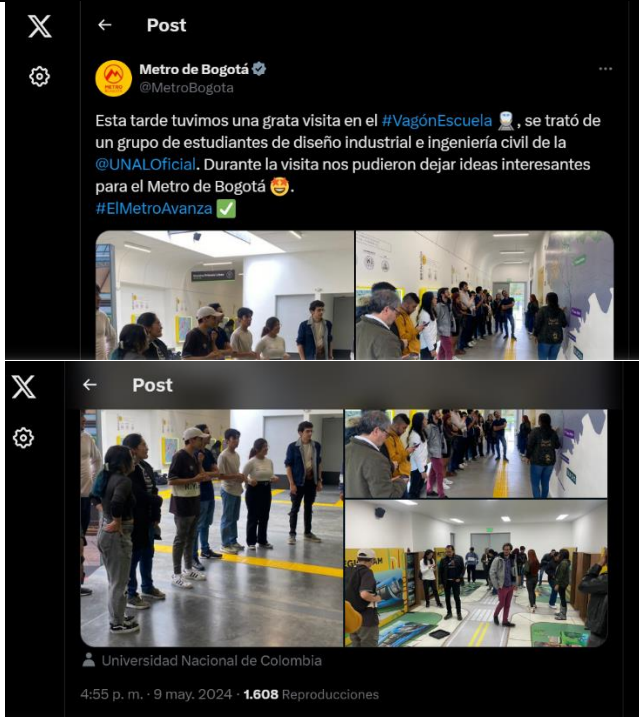 Post
Metro de Bogotá
@MetroBogota
Esta tarde tuvimos una grata visita en el #VagónEscuela, se trató de
un grupo de estudiantes de diseño industrial e ingeniería civil de la
@UNALOficial. Durante la visita nos pudieron dejar ideas interesantes
para el Metro de Bogotá.
#ElMetroAvanza
Post
Universidad Nacional de Colombia
4:55 p. m. · 9 may. 2024 · 1.608 Reproducciones